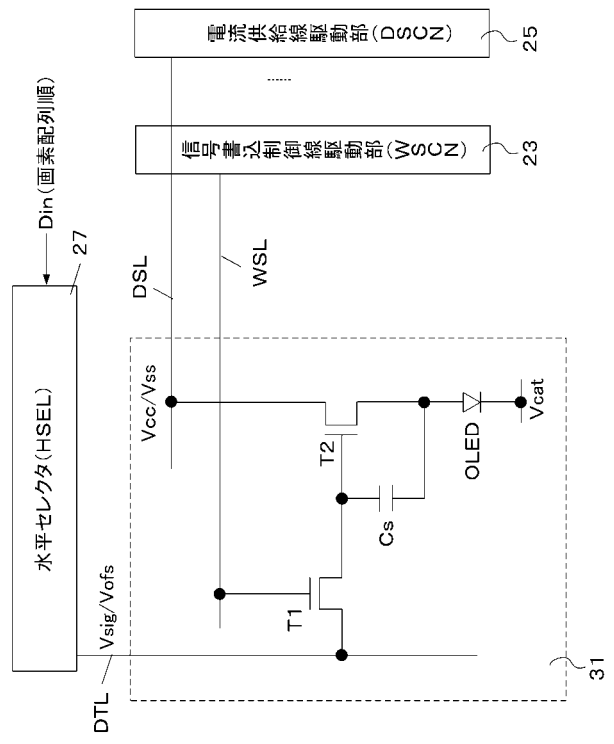 Din(画素配列順)
27
水平セレクタ(HSEL)
Vsig/Vofs
DTL
DSL
WSL
電流供給線駆動部(DSCN)
25
信号書込制御線駆動部(WSCN)
23
Vcc/Vss
T1
T2
Cs
OLED
Vcat
31